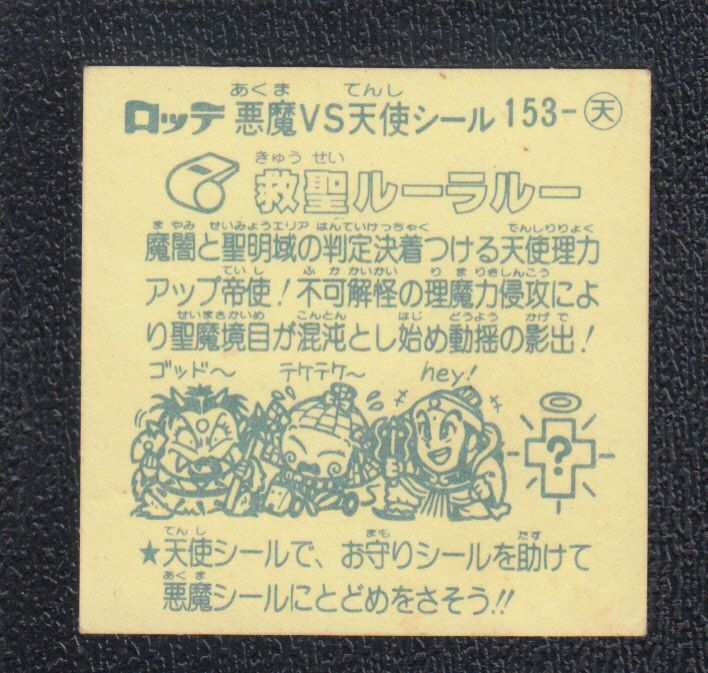 あくま てんし
ロッテ 悪魔VS天使シール 153-天
きゅう せい
救聖ルーラルー
ま やみ せいみょうエリア はんていけっちゃく でんしりりょく
魔闇と聖明域の判定決着つける天使理力
ていし ふ か かいかい り まりきしんこう
アップ帝使!不可解怪の理魔力侵攻によ
せいまさかいめ こんとん はじ どうよう かげ で
り聖魔境目が混沌とし始め動揺の影出!
ゴッド〜 テケテケ〜 hey!
?
てん し まも たす
★天使シールで、お守りシールを助けて
あく ま
悪魔シールにとどめをさそう!!